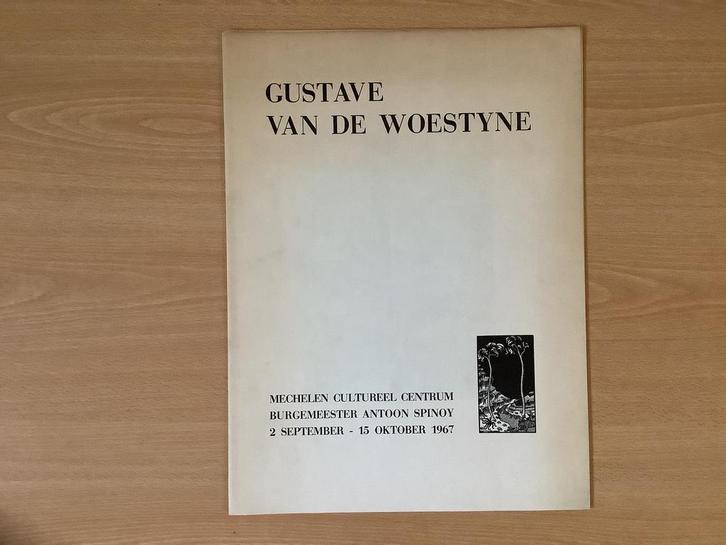 GUSTAVE
VAN DE WOESTYNE
MECHELEN CULTUREEL CENTRUM
BURGEMEESTER ANTOON SPINOY
2 SEPTEMBER - 15 OKTOBER 1967